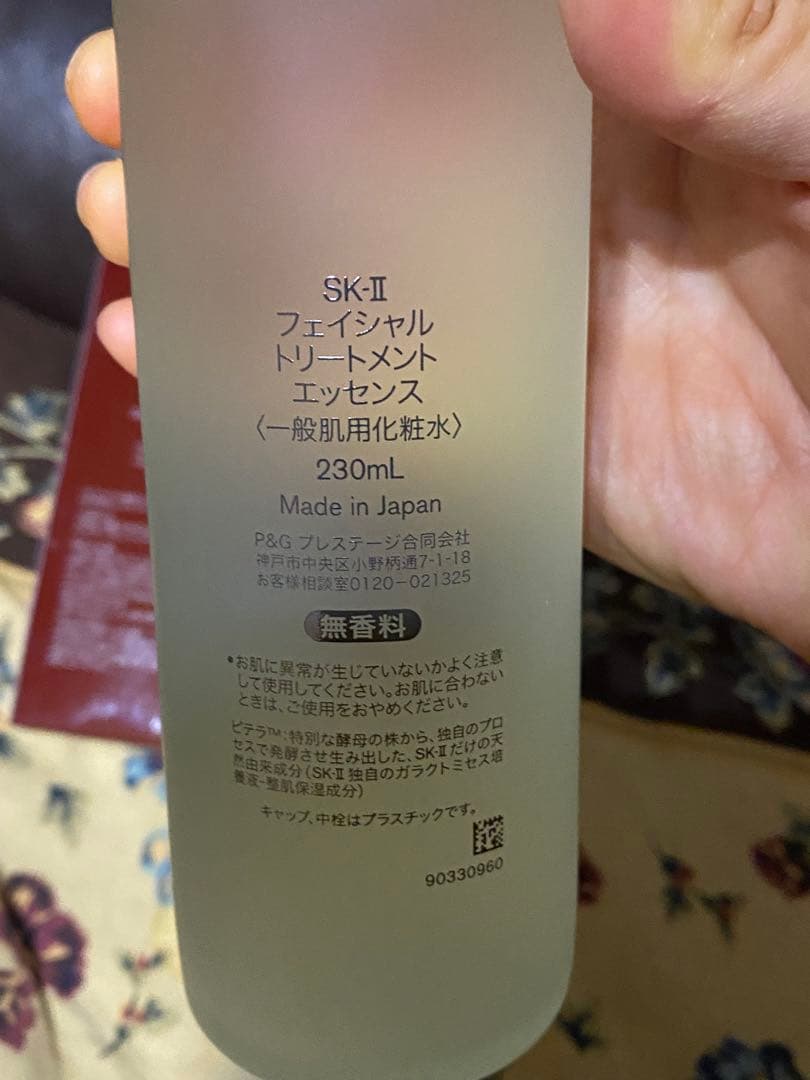 SK-Ⅱ
フェイシャル
トリートメント
エッセンス
〈一般肌用化粧水〉
230mL
Made in Japan
P&G プレステージ合同会社
神戸市中央区小野柄通7-1-18
お客様相談室0120-021325
無香料
•お肌に異常が生じていないかよく注意
して使用してください。お肌に合わない
ときは、ご使用をおやめください。
ピテラ™:特別な酵母の株から、独自のプロ
セスで発酵させ生み出した、SK-Ⅱだけの天
然由来成分(SK-Ⅱ独自のガラクトミセス培
養液-整肌保湿成分)
キャップ、中栓はプラスチックです。
90330960